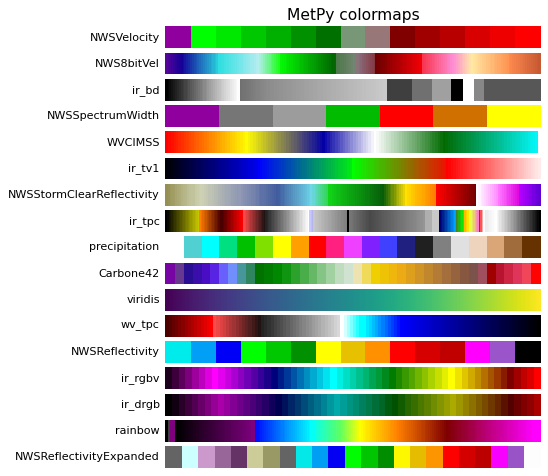 MetPy colormaps
NWSVelocity
NWS8bitVel
ir_bd
NWSSpectrumWidth
WVCIMSS
ir_tv1
NWSStormClearReflectivity
ir_tpc
precipitation
Carbone42
viridis
wv_tpc
NWSReflectivity
ir_rgbv
ir_drgb
rainbow
NWSReflectivityExpanded